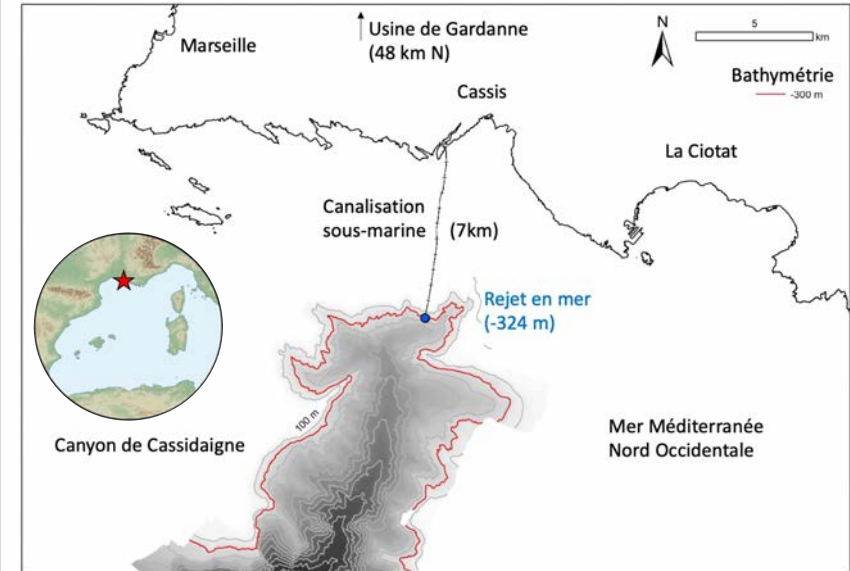 Marseille
Usine de Gardanne
(48 km N)
N
5
km
Bathymétrie
-300 m
Cassis
La Ciotat
Canalisation
sous-marine
(7km)
Rejet en mer
(-324 m)
100 m
Canyon de Cassidaigne
Mer Méditerranée
Nord Occidentale